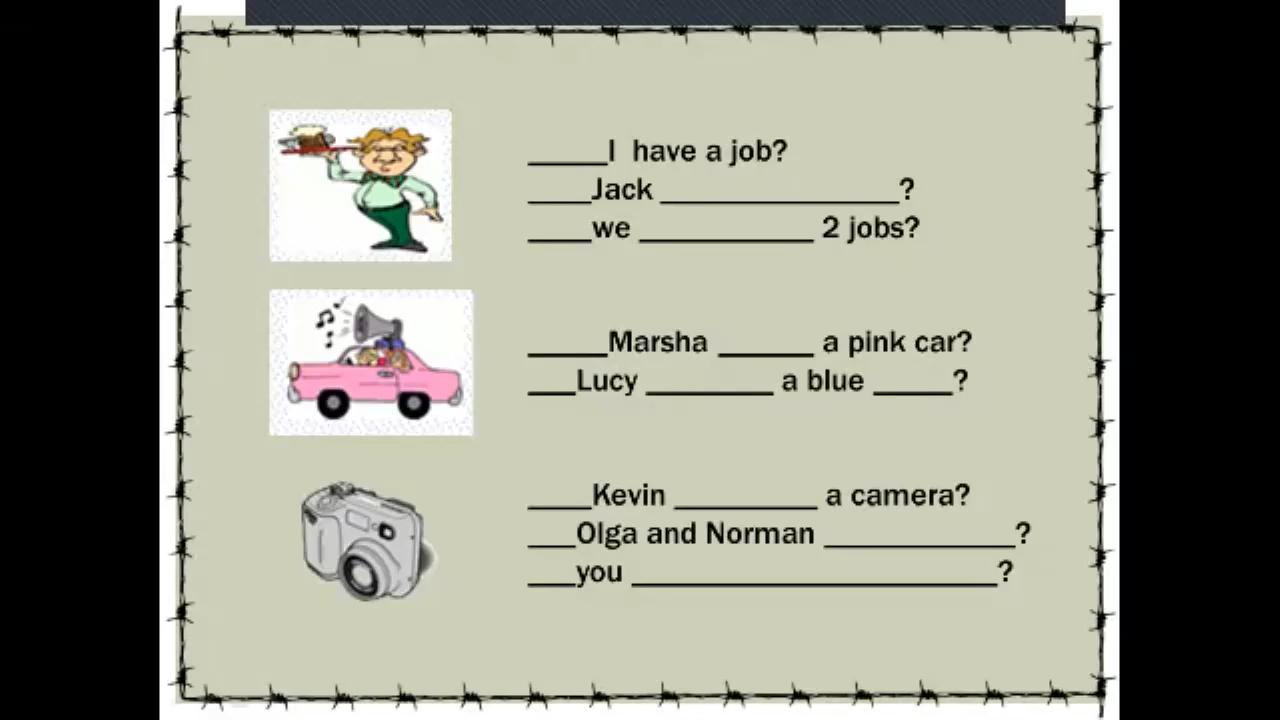 _____I have a job?
____Jack _______________?
____we ___________ 2 jobs?
_____Marsha ______ a pink car?
___Lucy ________ a blue _____?
____Kevin _________ a camera?
___Olga and Norman ____________?
___you _______________________?